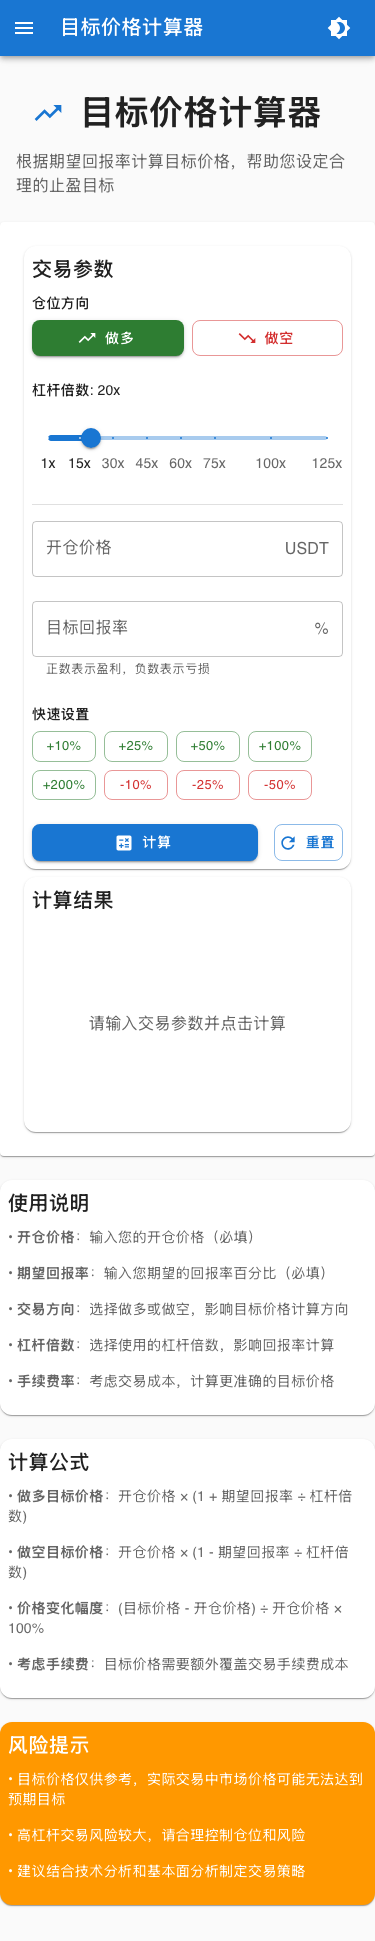 目标价格计算器
目标价格计算器
根据期望回报率计算目标价格，帮助您设定合
理的止盈目标
交易参数
仓位方向
做多 做空
杠杆倍数: 20x
1x 15x 30x 45x 60x 75x 100x 125x
开仓价格 USDT
目标回报率 %
正数表示盈利，负数表示亏损
快速设置
+10% +25% +50% +100%
+200% -10% -25% -50%
计算 重置
计算结果
请输入交易参数并点击计算
使用说明
• 开仓价格：输入您的开仓价格（必填）
• 期望回报率：输入您期望的回报率百分比（必填）
• 交易方向：选择做多或做空，影响目标价格计算方向
• 杠杆倍数：选择使用的杠杆倍数，影响回报率计算
• 手续费率：考虑交易成本，计算更准确的目标价格
计算公式
• 做多目标价格：开仓价格 × (1 + 期望回报率 ÷ 杠杆倍
数)
• 做空目标价格：开仓价格 × (1 - 期望回报率 ÷ 杠杆倍
数)
• 价格变化幅度：(目标价格 - 开仓价格) ÷ 开仓价格 ×
100%
• 考虑手续费：目标价格需要额外覆盖交易手续费成本
风险提示
• 目标价格仅供参考，实际交易中市场价格可能无法达到
预期目标
• 高杠杆交易风险较大，请合理控制仓位和风险
• 建议结合技术分析和基本面分析制定交易策略